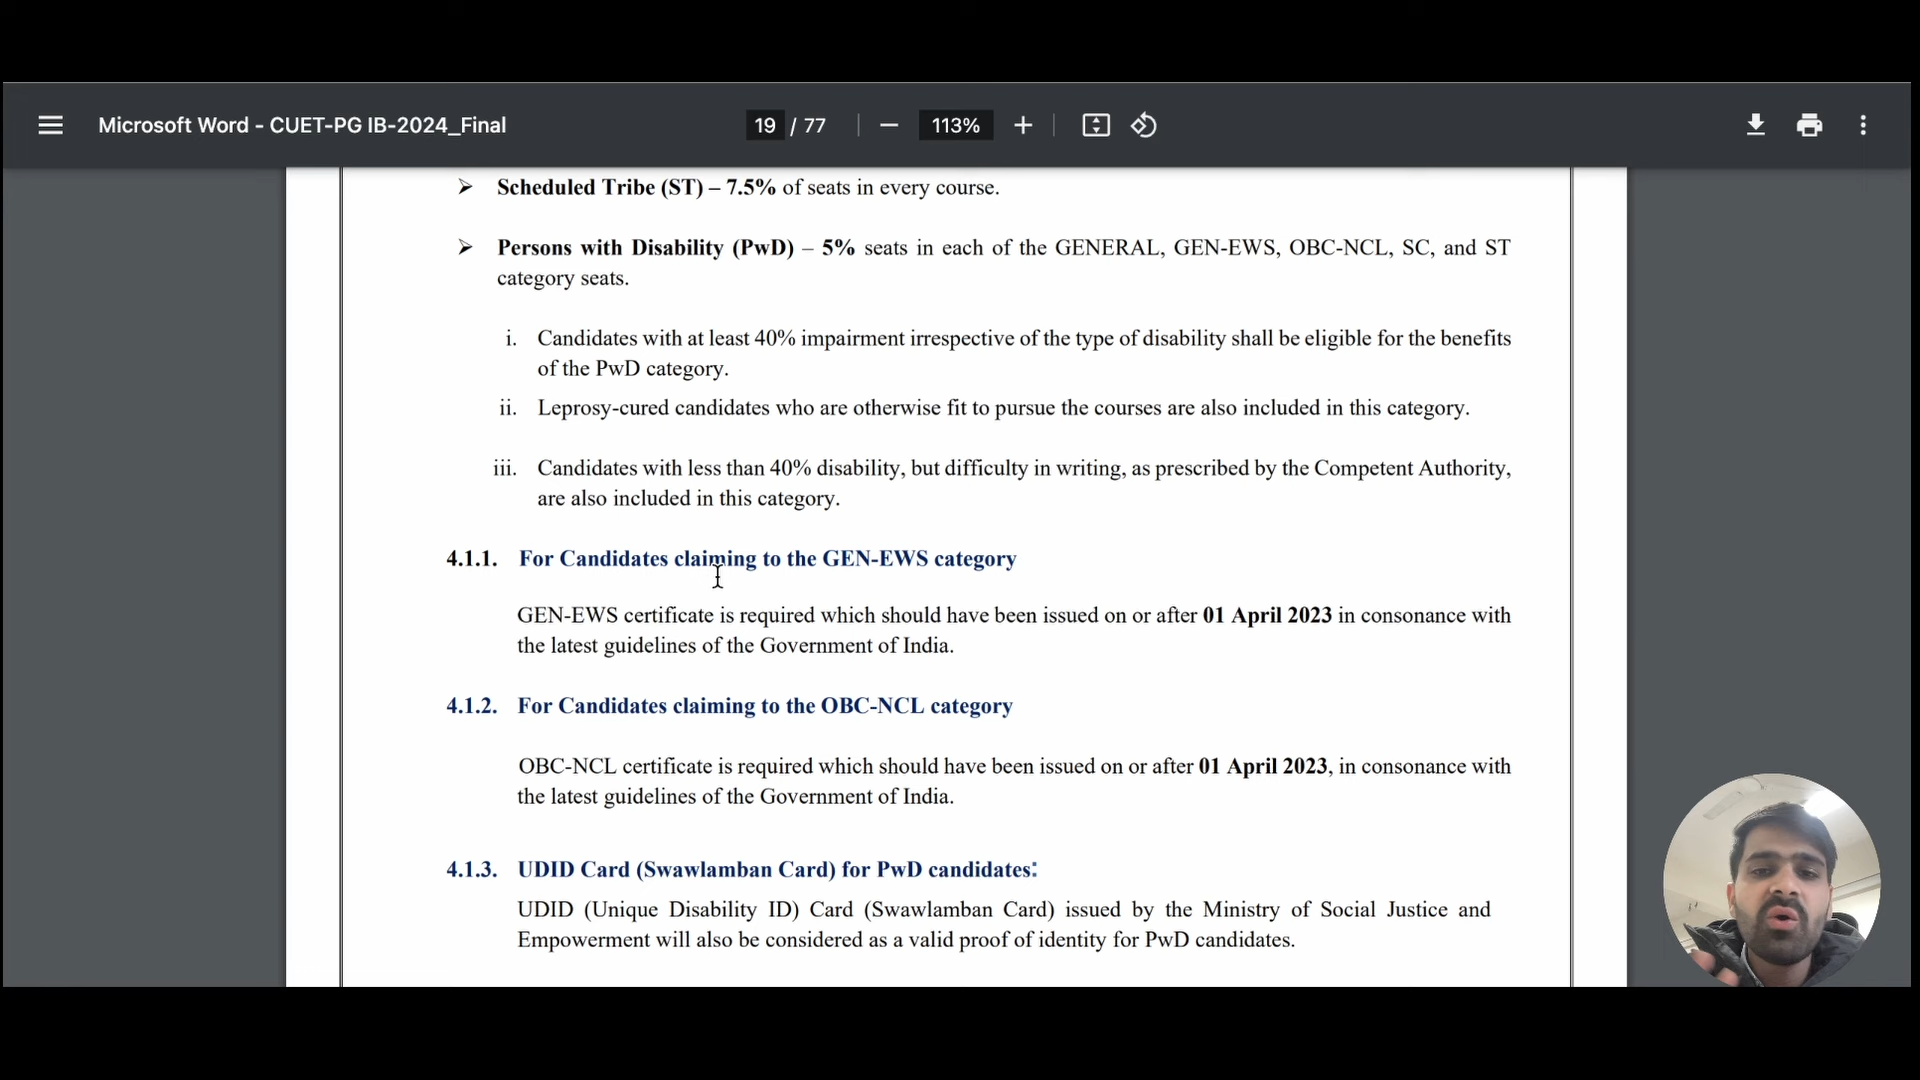 Microsoft Word - CUET-PG IB-2024_Final
19 / 77
113%
➢ Scheduled Tribe (ST) – 7.5% of seats in every course.
➢ Persons with Disability (PwD) – 5% seats in each of the GENERAL, GEN-EWS, OBC-NCL, SC, and ST
category seats.
i. Candidates with at least 40% impairment irrespective of the type of disability shall be eligible for the benefits
of the PwD category.
ii. Leprosy-cured candidates who are otherwise fit to pursue the courses are also included in this category.
iii. Candidates with less than 40% disability, but difficulty in writing, as prescribed by the Competent Authority,
are also included in this category.
4.1.1. For Candidates claiming to the GEN-EWS category
GEN-EWS certificate is required which should have been issued on or after 01 April 2023 in consonance with
the latest guidelines of the Government of India.
4.1.2. For Candidates claiming to the OBC-NCL category
OBC-NCL certificate is required which should have been issued on or after 01 April 2023, in consonance with
the latest guidelines of the Government of India.
4.1.3. UDID Card (Swawlamban Card) for PwD candidates:
UDID (Unique Disability ID) Card (Swawlamban Card) issued by the Ministry of Social Justice and
Empowerment will also be considered as a valid proof of identity for PwD candidates.